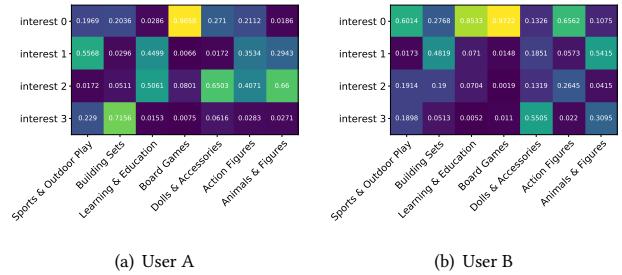 interest 0 0.1969 0.2036 0.0286 0.9058 0.271 0.2112 0.0186
interest 1 0.5568 0.0296 0.4499 0.0066 0.0172 0.3534 0.2943
interest 2 0.0172 0.0511 0.5061 0.0801 0.6503 0.4071 0.66
interest 3 0.229 0.7156 0.0153 0.0075 0.0616 0.0283 0.0271
Sports & Outdoor Play
Building Sets
Learning & Education
Board Games
Dolls & Accessories
Action Figures
Animals & Figures
(a) User A
interest 0 0.6014 0.2768 0.8533 0.9722 0.1326 0.6562 0.1075
interest 1 0.0173 0.4819 0.071 0.0148 0.1851 0.0573 0.5415
interest 2 0.1914 0.19 0.0704 0.0019 0.1319 0.2645 0.0415
interest 3 0.1898 0.0513 0.0052 0.011 0.5505 0.022 0.3095
Sports & Outdoor Play
Building Sets
Learning & Education
Board Games
Dolls & Accessories
Action Figures
Animals & Figures
(b) User B